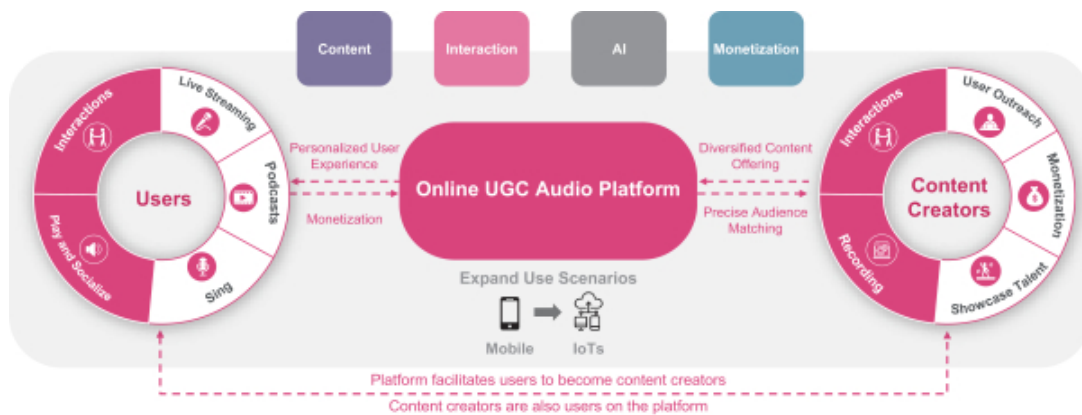 Content
Interaction
AI
Monetization
Users
Interactions
Live Streaming
Podcasts
Sing
Play and Socialize
Personalized User
Experience
Monetization
Online UGC Audio Platform
Diversified Content
Offering
Precise Audience
Matching
Content
Creators
Interactions
User Outreach
Monetization
Showcase Talent
Recording
Expand Use Scenarios
Mobile
IoTs
Platform facilitates users to become content creators
Content creators are also users on the platform